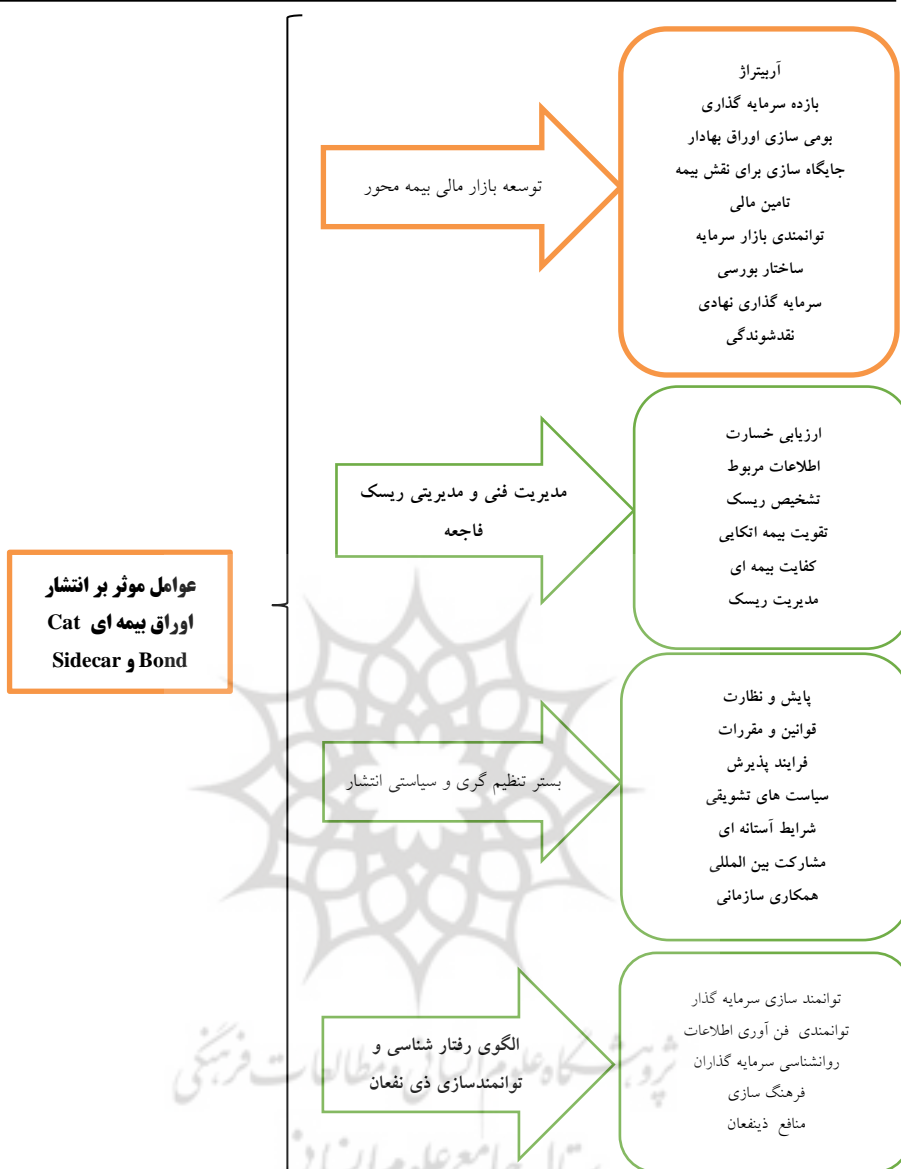 عوامل موثر بر انتشار
اوراق بیمه ای Cat
Bond و Sidecar
توسعه بازار مالی بیمه محور
آربیتراژ
بازده سرمایه گذاری
بومی سازی اوراق بهادار
جایگاه سازی برای نقش بیمه
تامین مالی
توانمندی بازار سرمایه
ساختار بورسی
سرمایه گذاری نهادی
نقدشوندگی
مدیریت فنی و مدیریتی ریسک
فاجعه
ارزیابی خسارت
اطلاعات مربوط
تشخیص ریسک
تقویت بیمه اتکایی
کفایت بیمه ای
مدیریت ریسک
بستر تنظیم گری و سیاستی انتشار
پایش و نظارت
قوانین و مقررات
فرایند پذیرش
سیاست های تشویقی
شرایط آستانه ای
مشارکت بین المللی
همکاری سازمانی
الگوی رفتار شناسی و
توانمندسازی ذی نفعان
توانمند سازی سرمایه گذار
توانمندی فن آوری اطلاعات
روانشناسی سرمایه گذاران
فرهنگ سازی
منافع ذینفعان
پژوهشگاه علوم انسانی و مطالعات فرهنگی